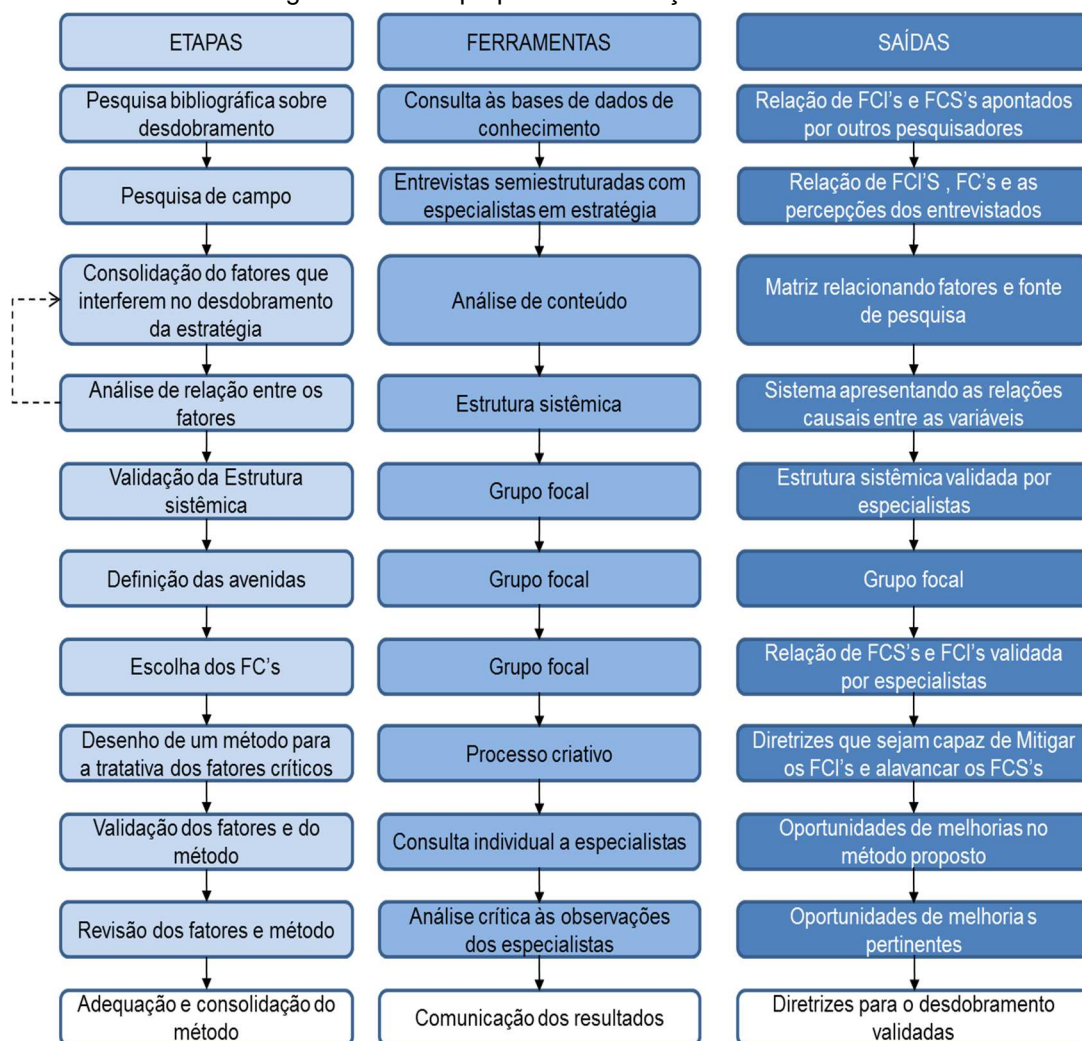 ETAPAS
FERRAMENTAS
SAÍDAS
Pesquisa bibliográfica sobre
desdobramento
Consulta às bases de dados de
conhecimento
Relação de FCI's e FCS's apontados
por outros pesquisadores
Pesquisa de campo
Entrevistas semiestruturadas com
especialistas em estratégia
Relação de FCI'S , FC's e as
percepções dos entrevistados
Consolidação do fatores que
interferem no desdobramento
da estratégia
Análise de conteúdo
Matriz relacionando fatores e fonte
de pesquisa
Análise de relação entre os
fatores
Estrutura sistêmica
Sistema apresentando as relações
causais entre as variáveis
Validação da Estrutura
sistêmica
Grupo focal
Estrutura sistêmica validada por
especialistas
Definição das avenidas
Grupo focal
Grupo focal
Escolha dos FC's
Grupo focal
Relação de FCS's e FCI's validada
por especialistas
Desenho de um método para
a tratativa dos fatores críticos
Processo criativo
Diretrizes que sejam capaz de Mitigar
os FCI's e alavancar os FCS's
Validação dos fatores e do
método
Consulta individual a especialistas
Oportunidades de melhorias no
método proposto
Revisão dos fatores e método
Análise crítica às observações
dos especialistas
Oportunidades de melhoria s
pertinentes
Adequação e consolidação do
método
Comunicação dos resultados
Diretrizes para o desdobramento
validadas